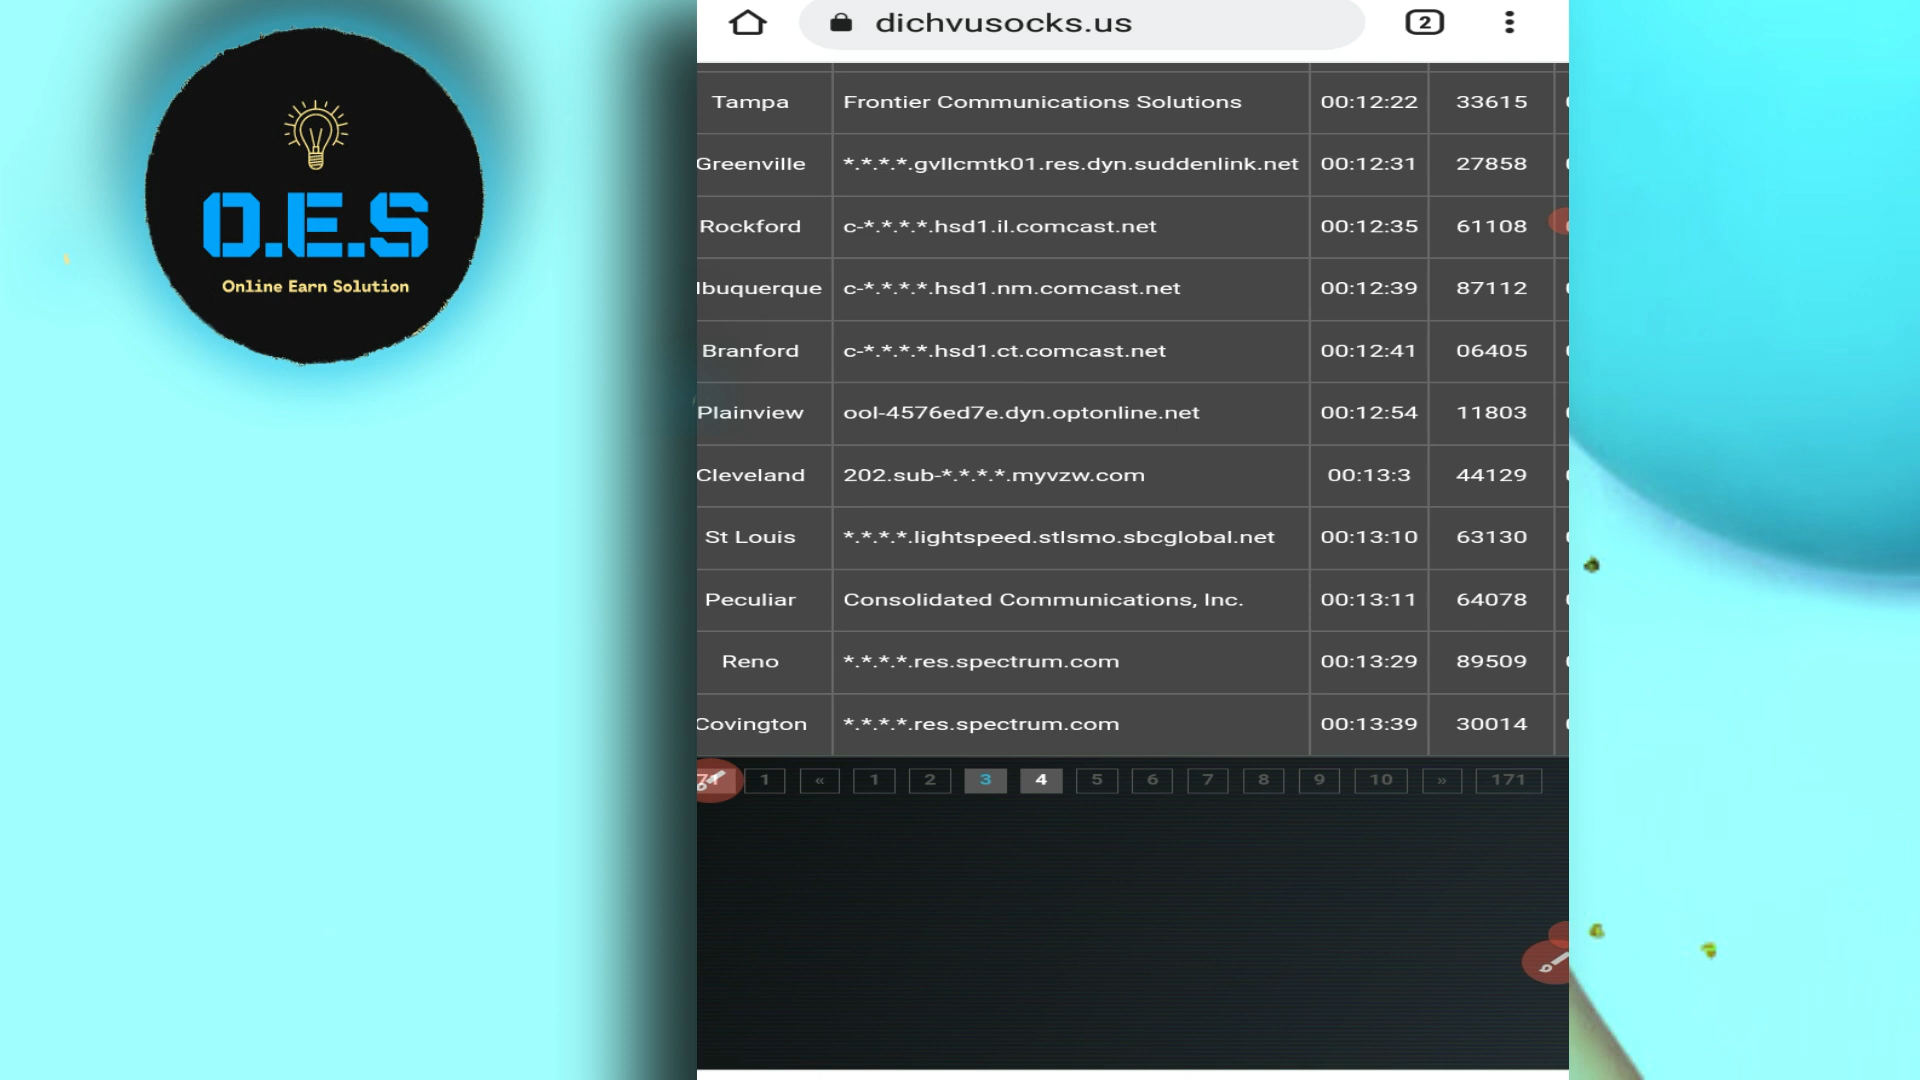 O.E.S
Online Earn Solution
dichvusocks.us
2
Tampa Frontier Communications Solutions 00:12:22 33615
Greenville *.*.*.*.gvllcmtk01.res.dyn.suddenlink.net 00:12:31 27858
Rockford c-*.*.*.*.hsd1.il.comcast.net 00:12:35 61108
lbuquerque c-*.*.*.*.hsd1.nm.comcast.net 00:12:39 87112
Branford c-*.*.*.*.hsd1.ct.comcast.net 00:12:41 06405
Plainview ool-4576ed7e.dyn.optonline.net 00:12:54 11803
Cleveland 202.sub-*.*.*.*.myvzw.com 00:13:3 44129
St Louis *.*.*.*.lightspeed.stlsmo.sbcglobal.net 00:13:10 63130
Peculiar Consolidated Communications, Inc. 00:13:11 64078
Reno *.*.*.*.res.spectrum.com 00:13:29 89509
Covington *.*.*.*.res.spectrum.com 00:13:39 30014
1 « 1 2 3 4 5 6 7 8 9 10 » 171